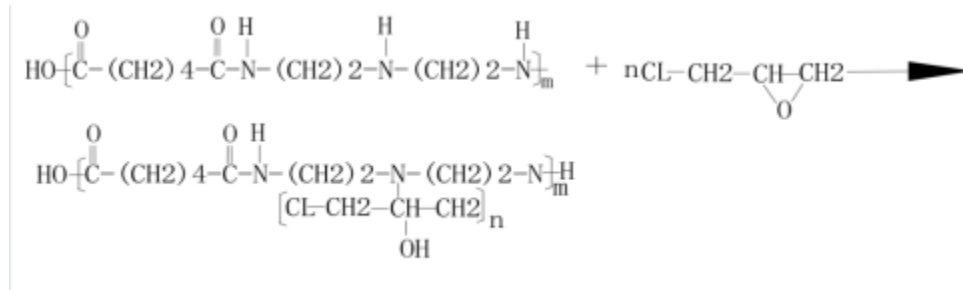 O O H H H
HO[C-(CH2)4-C-N-(CH2)2-N-(CH2)2-N]m + nCL-CH2-CH-CH2
O
O O H
HO[C-(CH2)4-C-N-(CH2)2-N-(CH2)2-N]mH
[CL-CH2-CH-CH2]n
OH